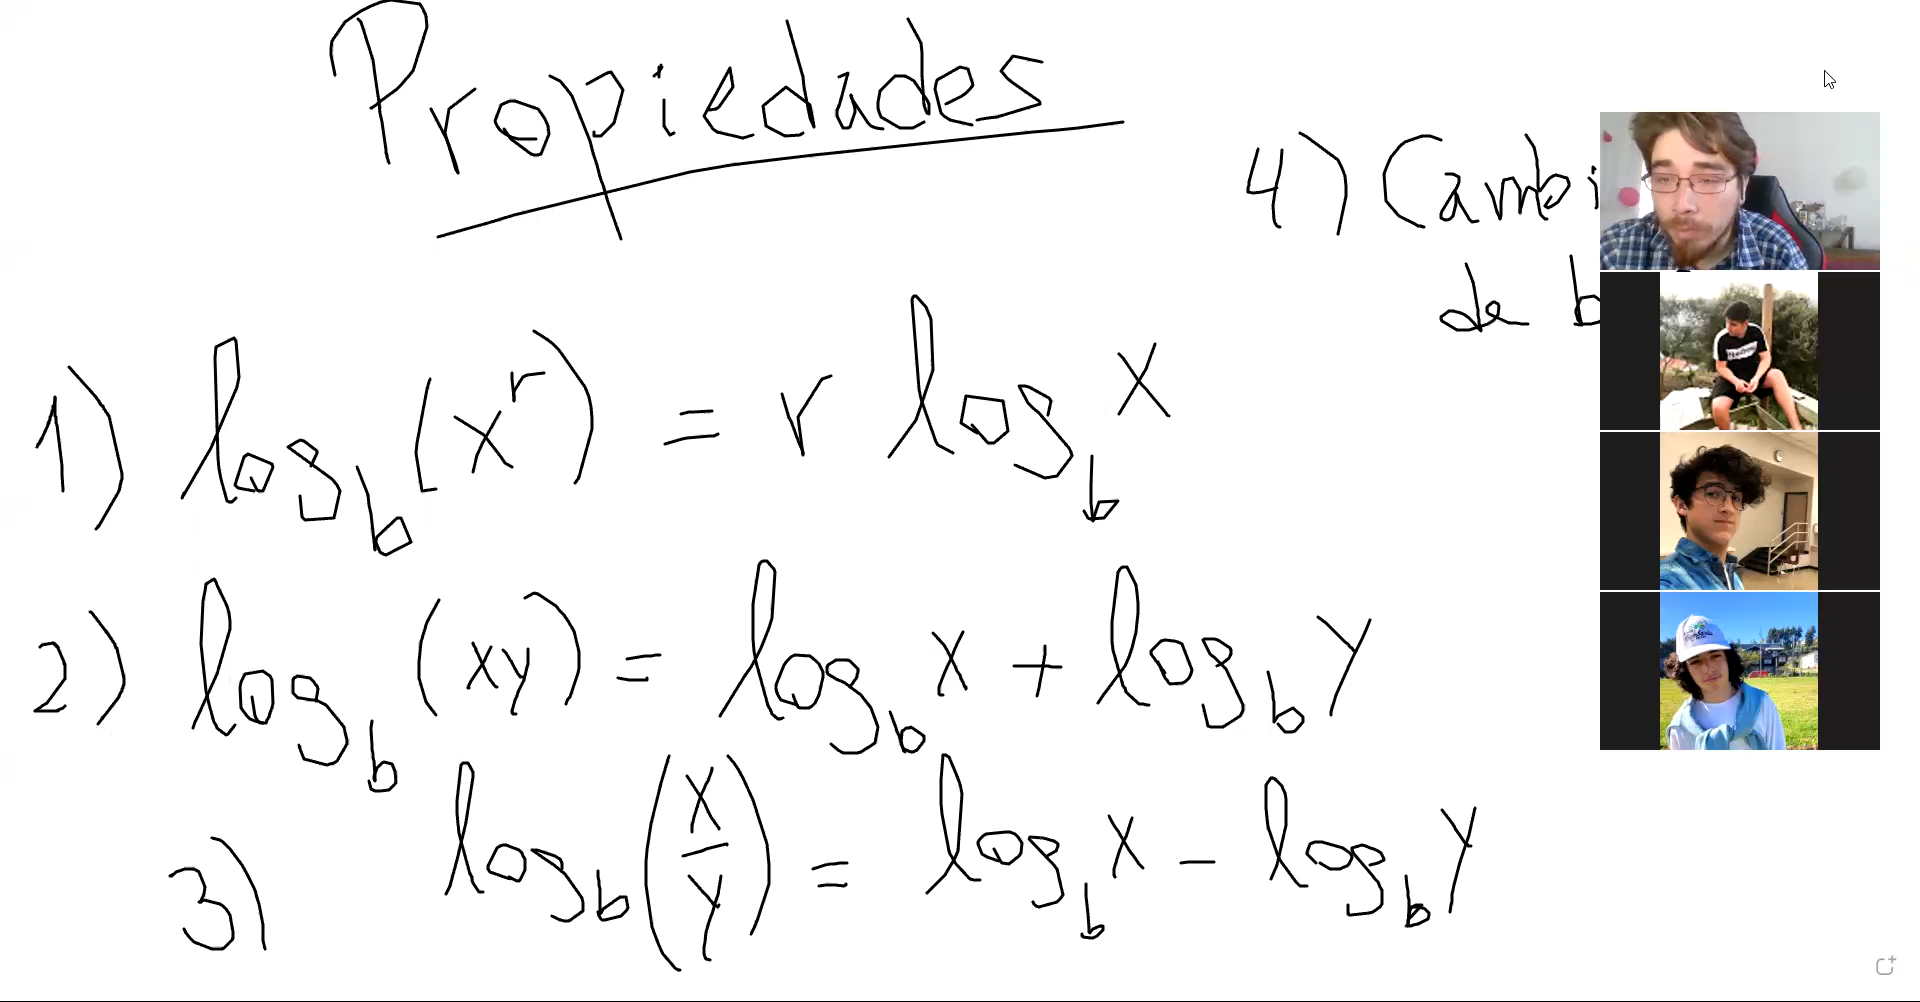 Propiedades
1) log_b (x^r) = r log_b x
2) log_b (xy) = log_b x + log_b y
3) log_b (x/y) = log_b x - log_b y
4) Cambi
de b